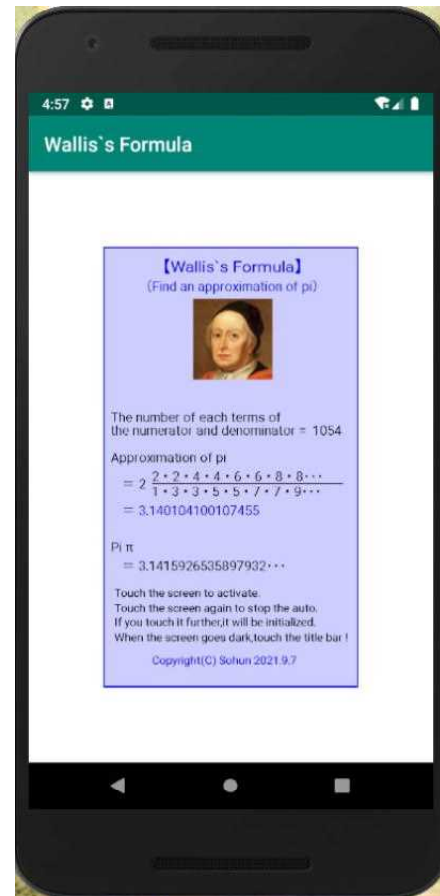 4:57
Wallis`s Formula
【Wallis`s Formula】
(Find an approximation of pi)
The number of each terms of
the numerator and denominator = 1054
Approximation of pi
= 2 2・2・4・4・6・6・8・8・・・
1・3・3・5・5・7・7・9・・・
= 3.140104100107455
Pi π
= 3.1415926535897932・・・
Touch the screen to activate.
Touch the screen again to stop the auto.
If you touch it further,it will be initialized.
When the screen goes dark,touch the title bar !
Copyright(C) Sohun 2021.9.7